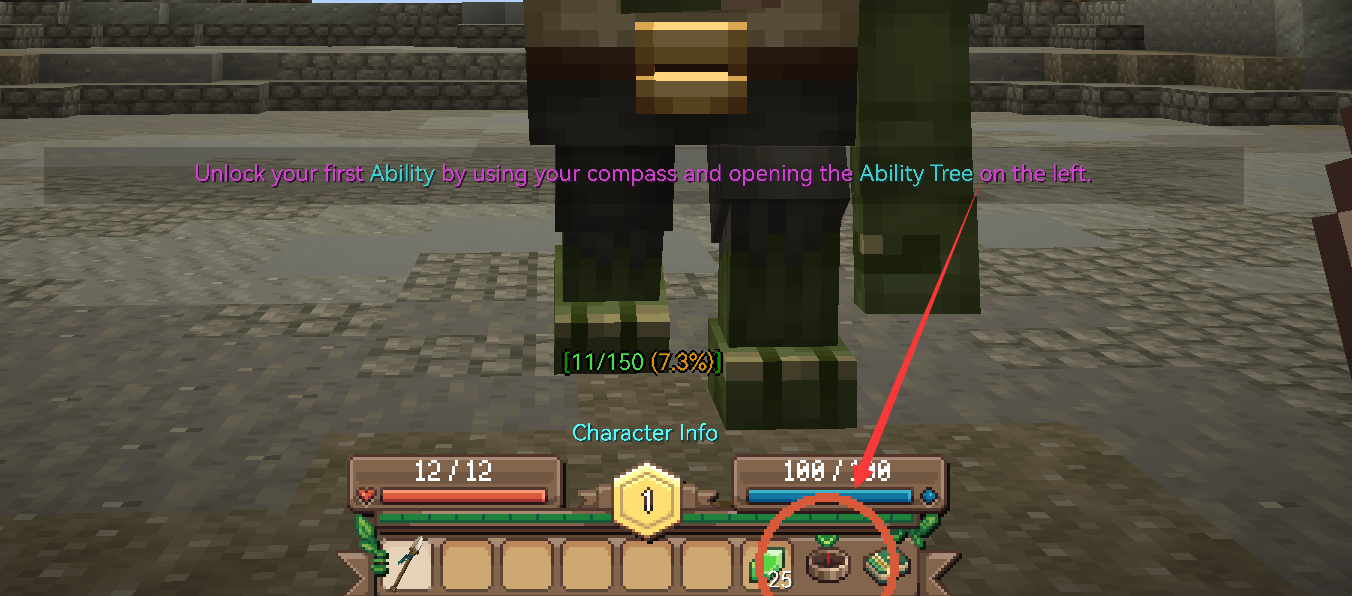 Unlock your first Ability by using your compass and opening the Ability Tree on the left.
[11/150 (7.3%)]
Character Info
12/12
100/100
1
25